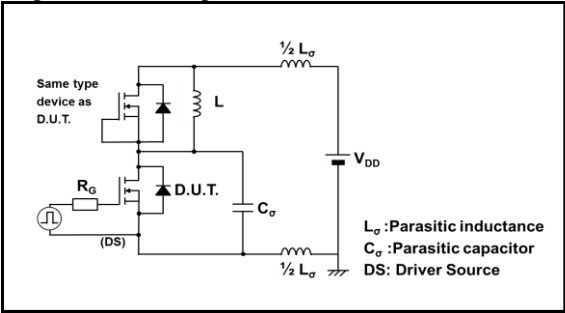 ½ Lσ
Same type
device as
D.U.T.
L
VDD
RG
D.U.T.
Cσ
(DS)
½ Lσ
Lσ :Parasitic inductance
Cσ :Parasitic capacitor
DS: Driver Source